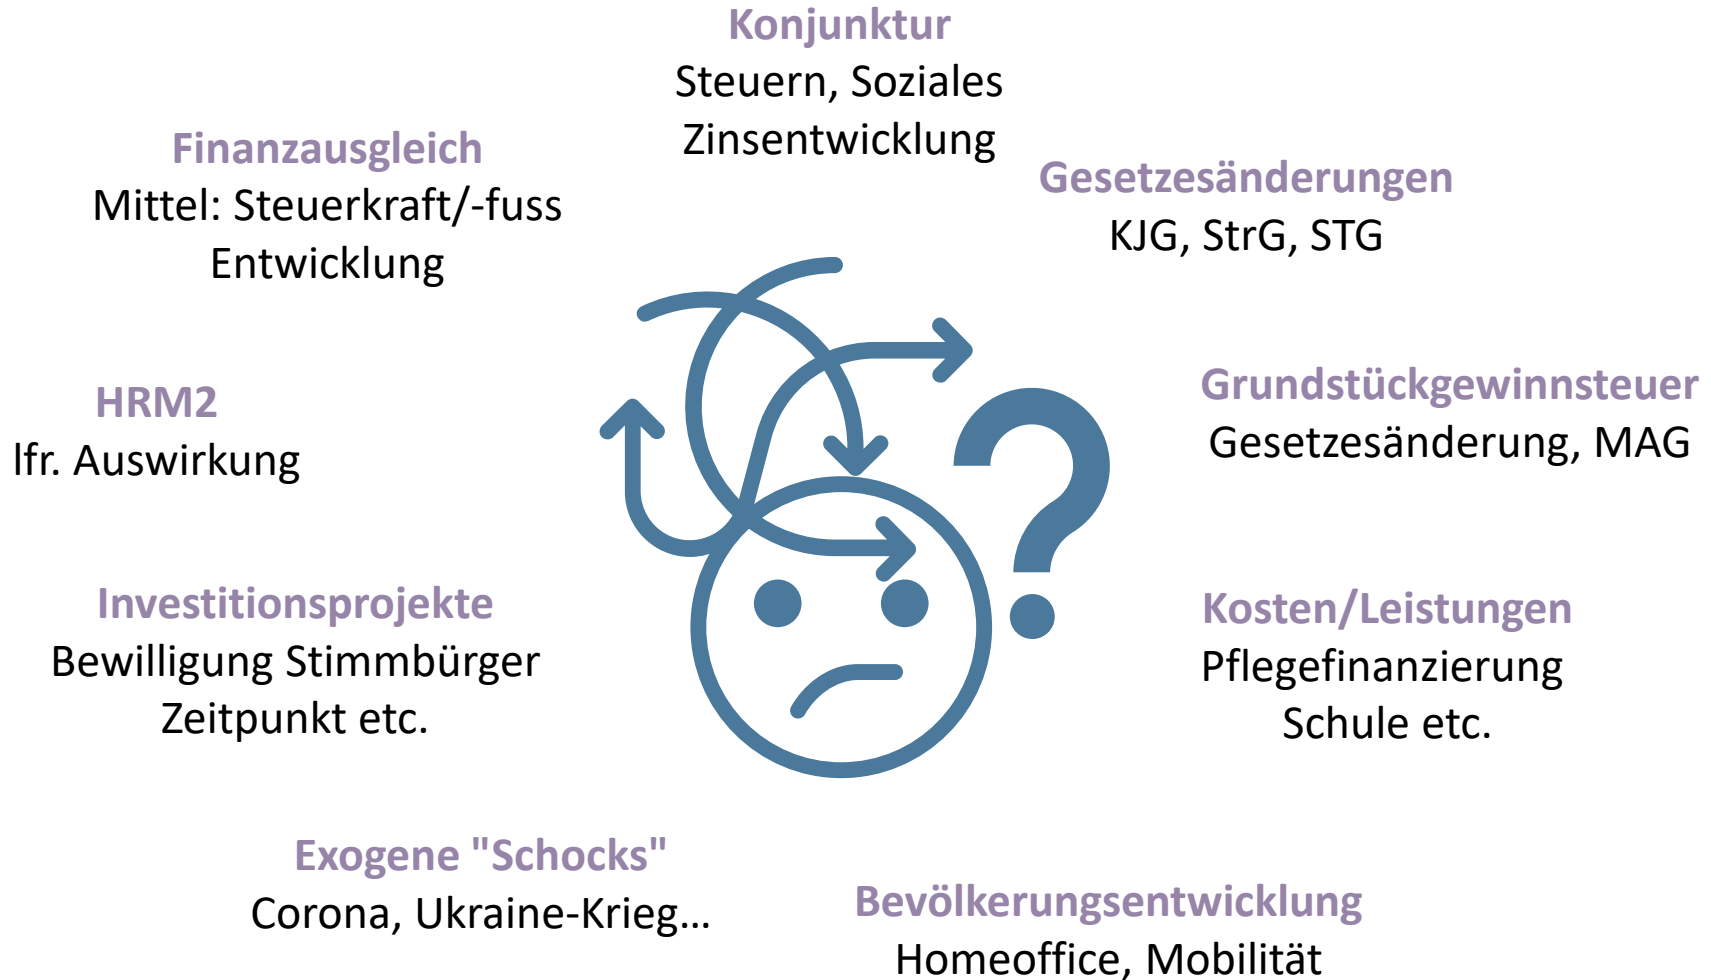 Konjunktur
Steuern, Soziales
Zinsentwicklung
Finanzausgleich
Mittel: Steuerkraft/-fuss
Entwicklung
Gesetzesänderungen
KJG, StrG, STG
HRM2
lfr. Auswirkung
Grundstückgewinnsteuer
Gesetzesänderung, MAG
Investitionsprojekte
Bewilligung Stimmbürger
Zeitpunkt etc.
Kosten/Leistungen
Pflegefinanzierung
Schule etc.
Exogene "Schocks"
Corona, Ukraine-Krieg…
Bevölkerungsentwicklung
Homeoffice, Mobilität